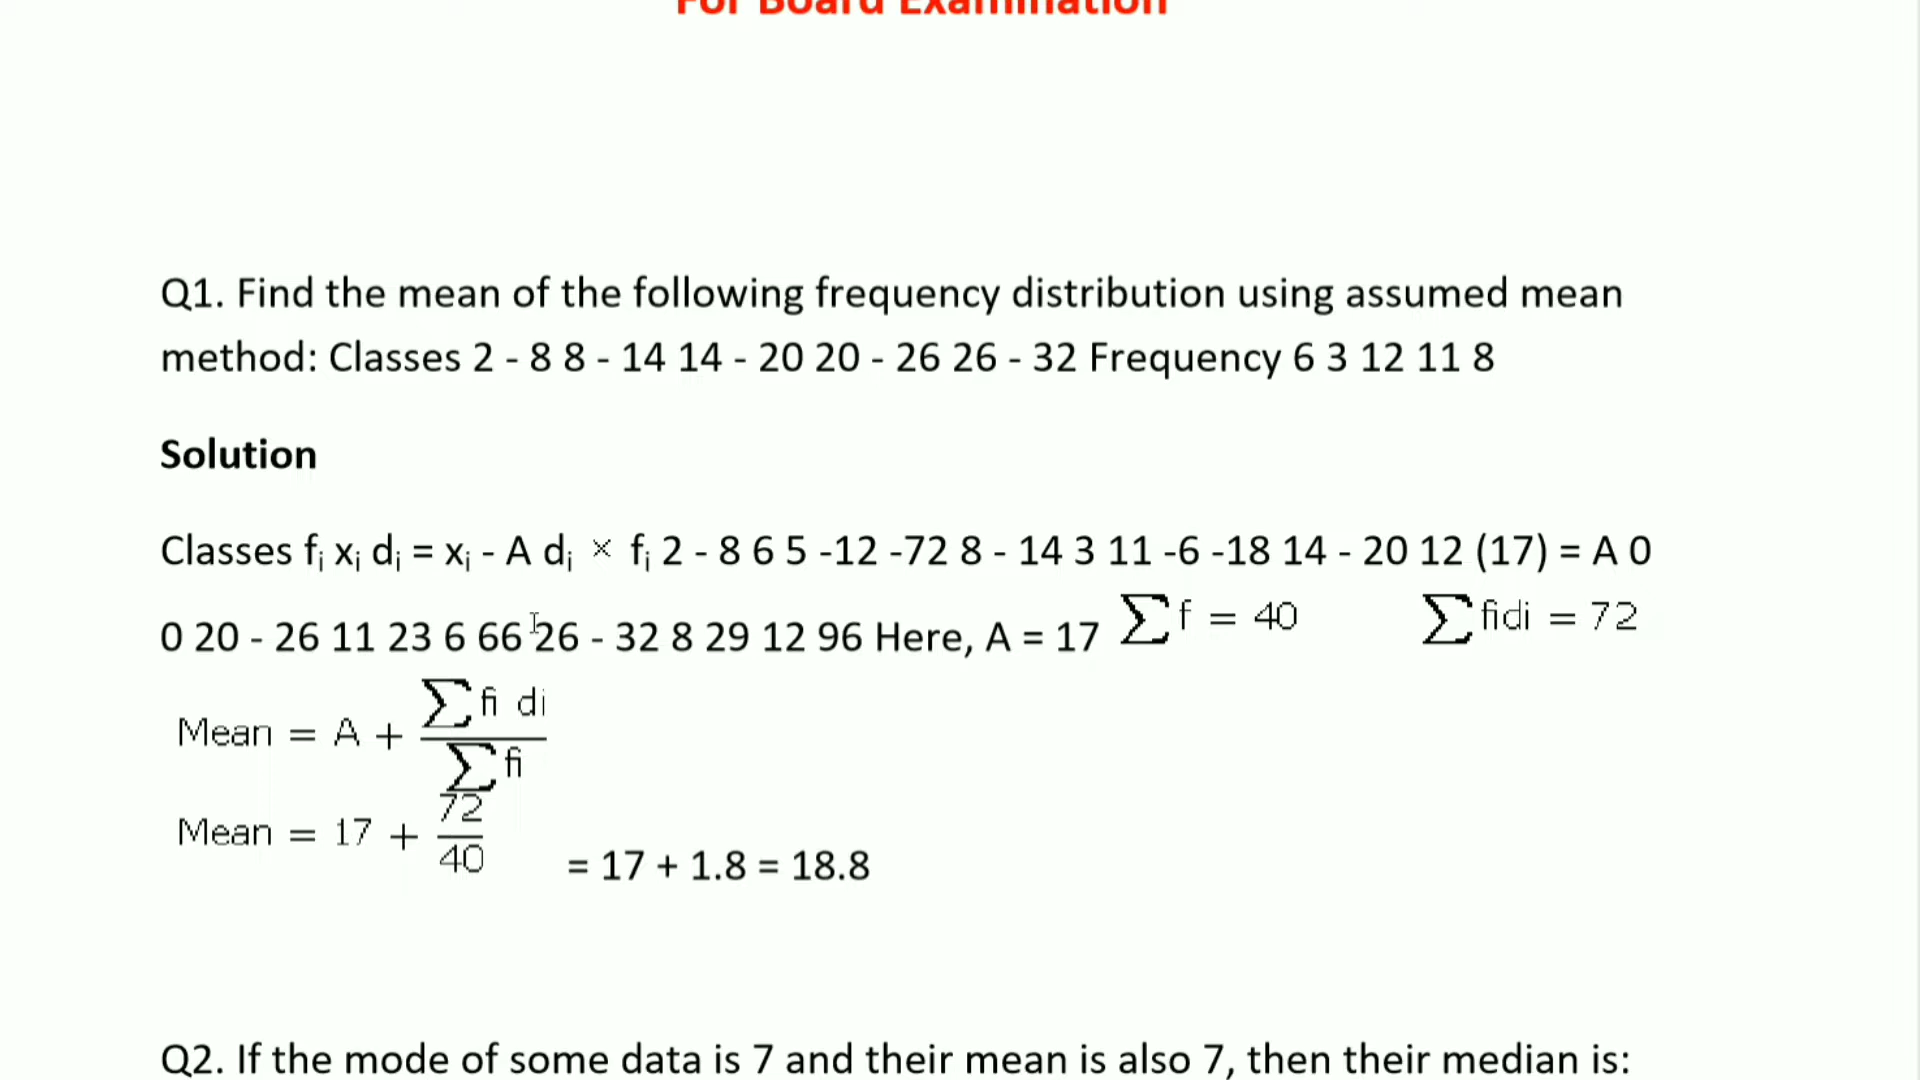 For Board Examination
Q1. Find the mean of the following frequency distribution using assumed mean
method: Classes 2 - 8 8 - 14 14 - 20 20 - 26 26 - 32 Frequency 6 3 12 11 8
Solution
Classes fᵢ xᵢ dᵢ = xᵢ - A dᵢ × fᵢ 2 - 8 6 5 -12 -72 8 - 14 3 11 -6 -18 14 - 20 12 (17) = A 0
0 20 - 26 11 23 6 66 26 - 32 8 29 12 96 Here, A = 17 ∑f = 40 ∑fidi = 72
Mean = A + ∑fi di / ∑fi
Mean = 17 + 72/40 = 17 + 1.8 = 18.8
Q2. If the mode of some data is 7 and their mean is also 7, then their median is: